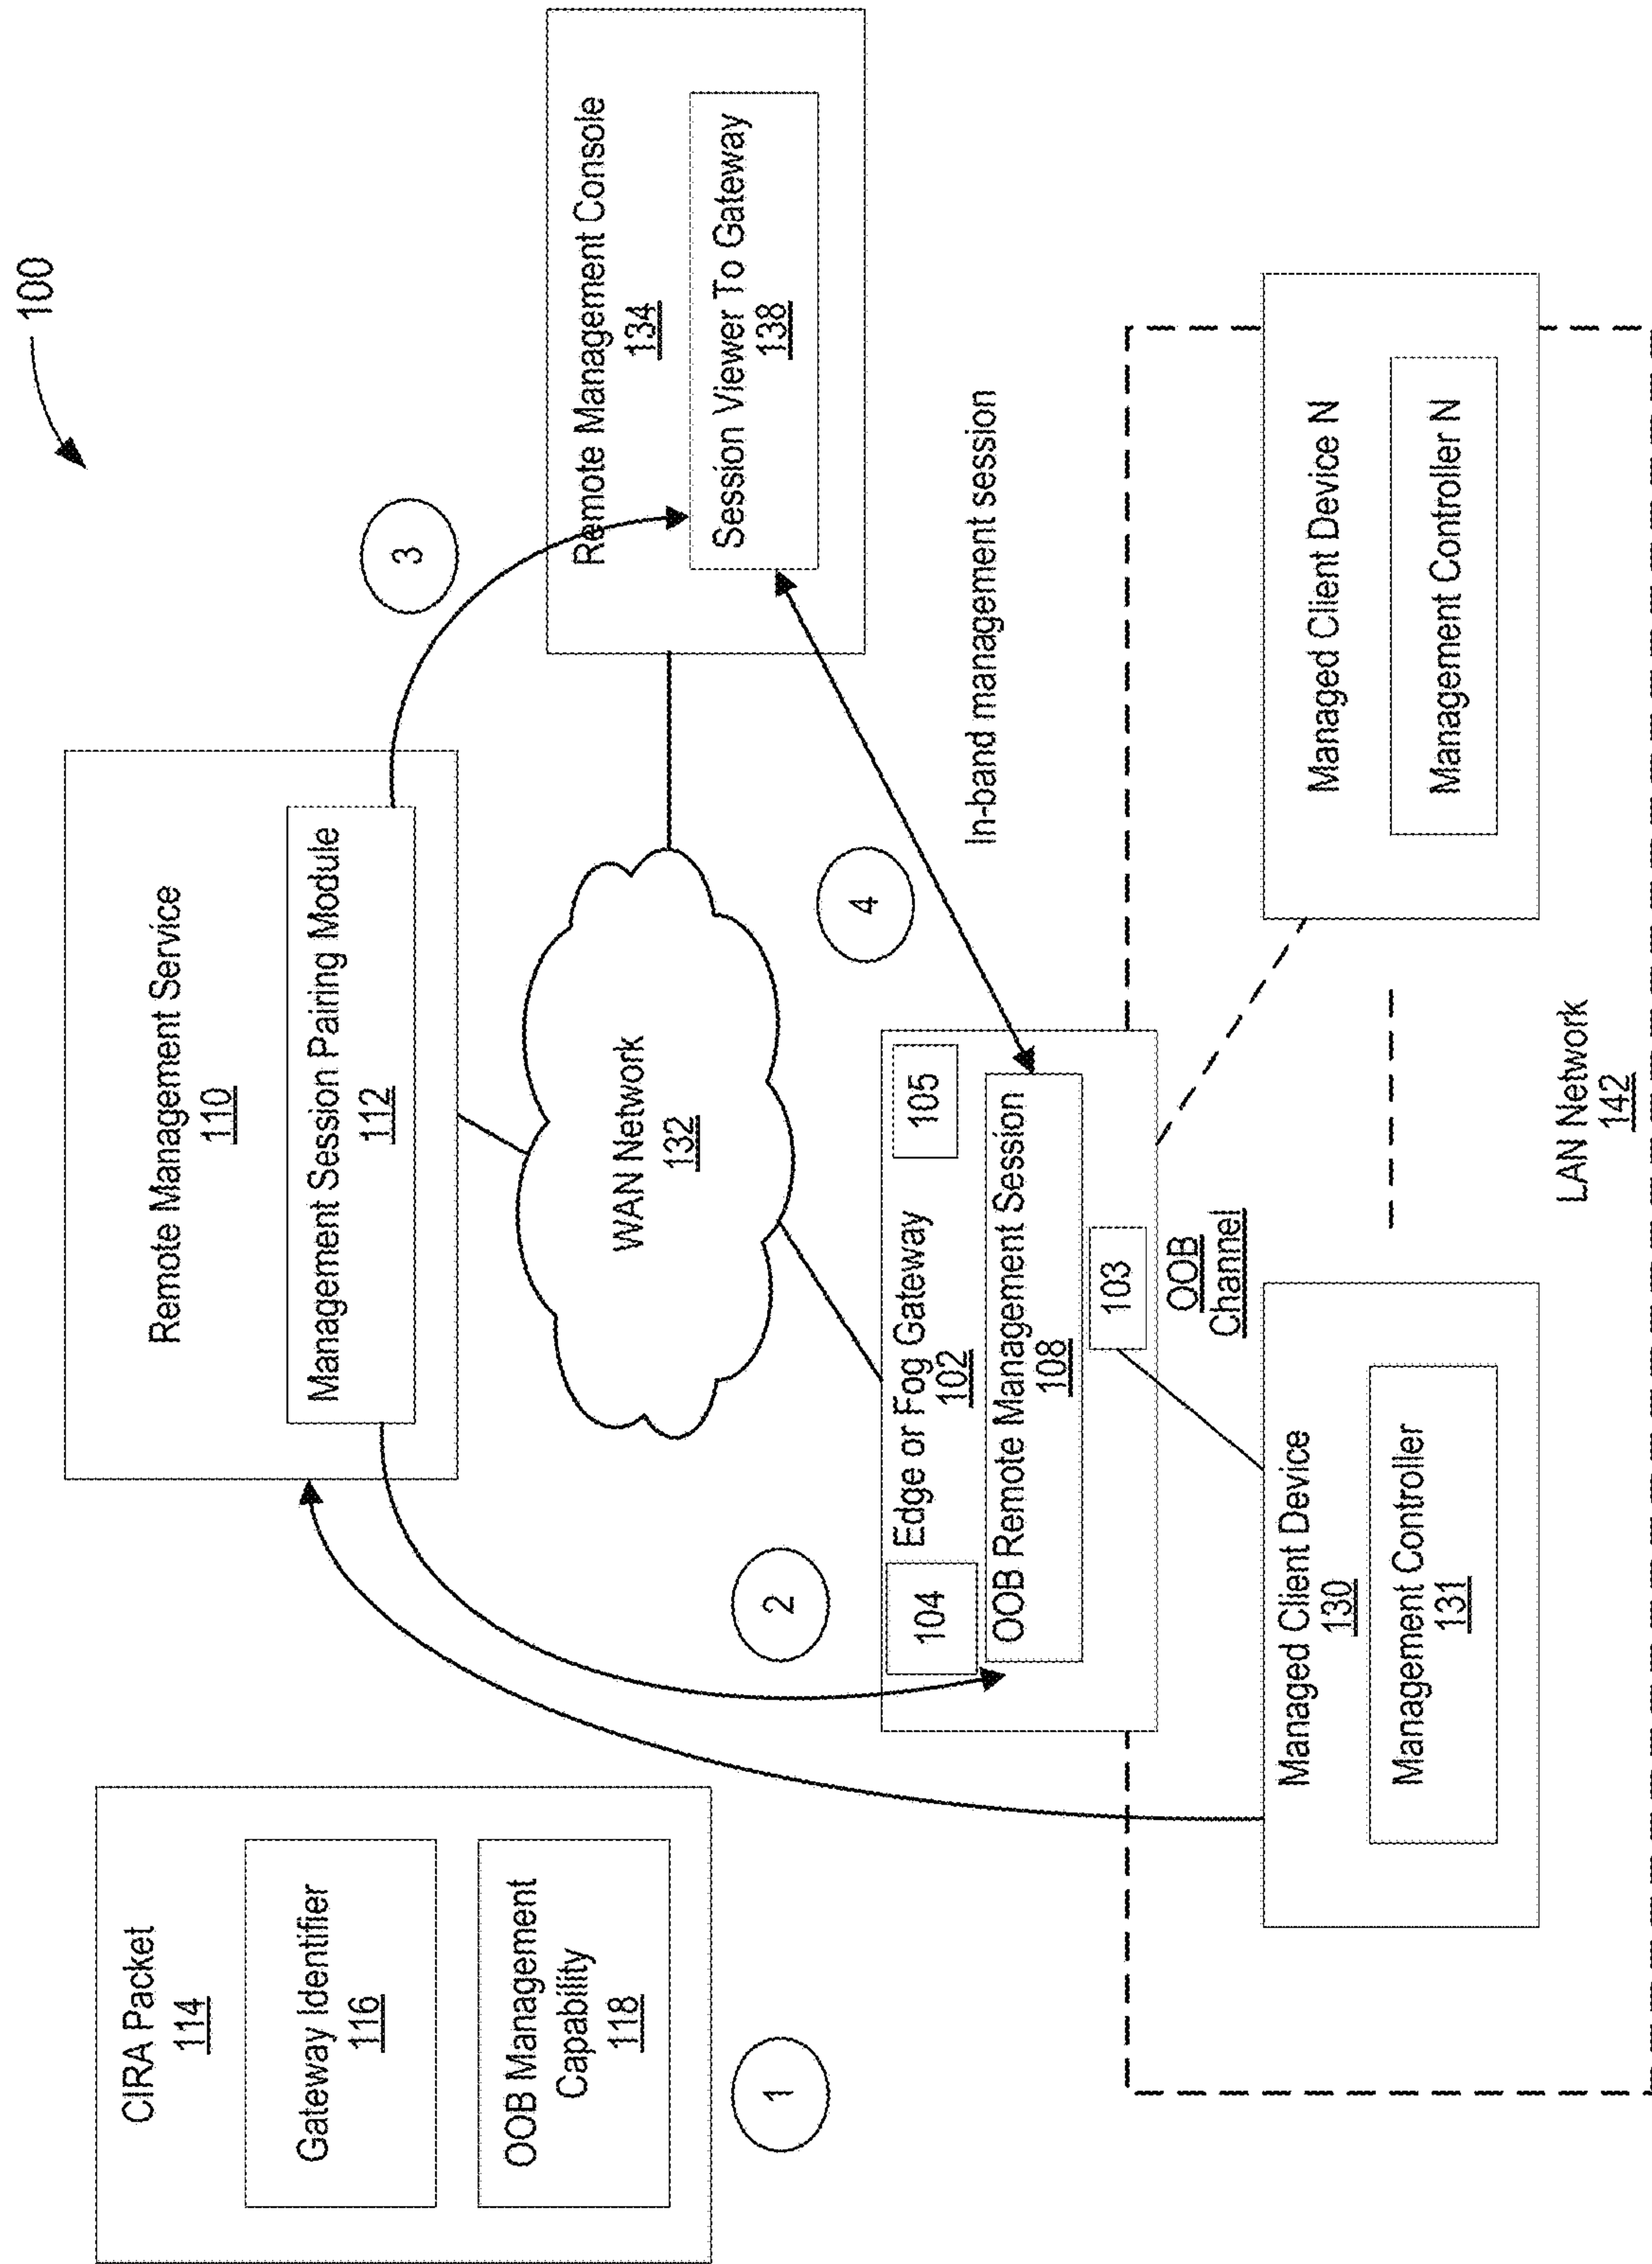 100
CIRA Packet
114
Gateway Identifier
116
OOB Management
Capability
118
1
Remote Management Service
110
Management Session Pairing Module
112
3
2
WAN Network
132
Remote Management Console
134
Session Viewer To Gateway
138
4
In-band management session
104
Edge or Fog Gateway
102
105
OOB Remote Management Session
108
103
OOB
Channel
Managed Client Device
130
Management Controller
131
Managed Client Device N
Management Controller N
LAN Network
142